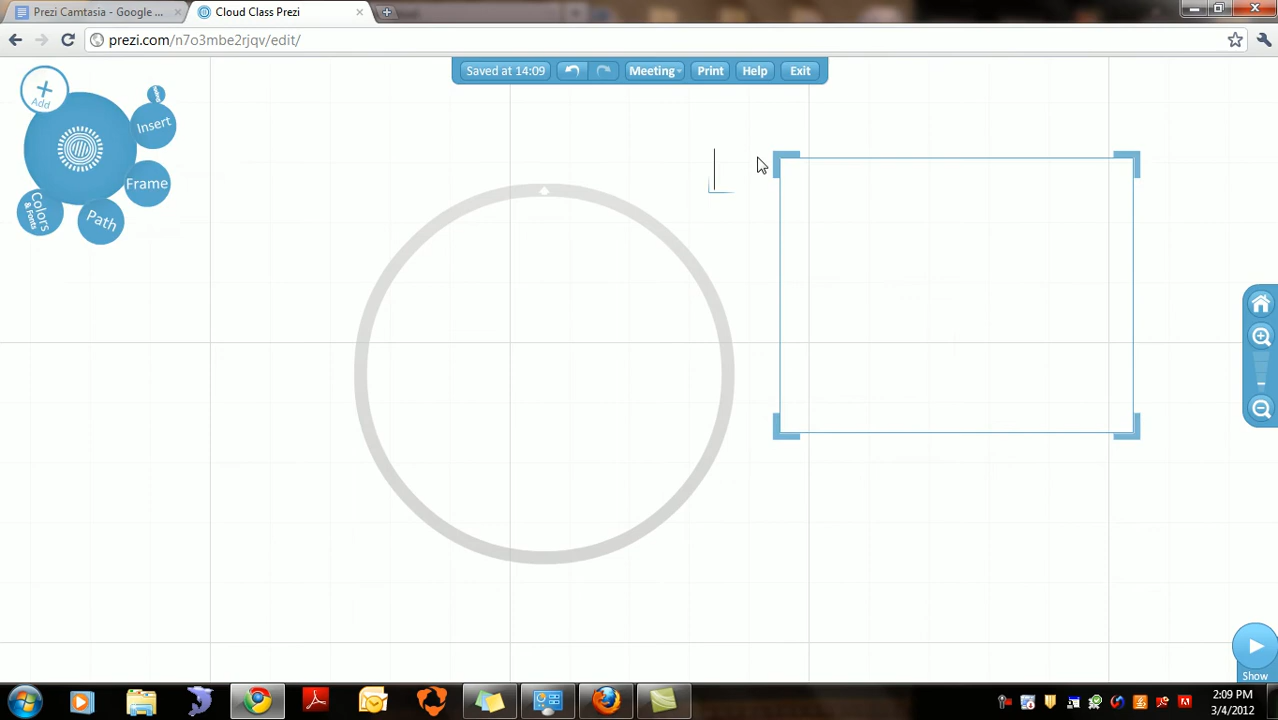 Prezi Camtasia - Google ...
Cloud Class Prezi
prezi.com/n7o3mbe2rjqv/edit/
Saved at 14:09
Meeting
Print
Help
Exit
Add
Insert
Frame
Path
Colors
& Fonts
Show
2:09 PM
3/4/2012